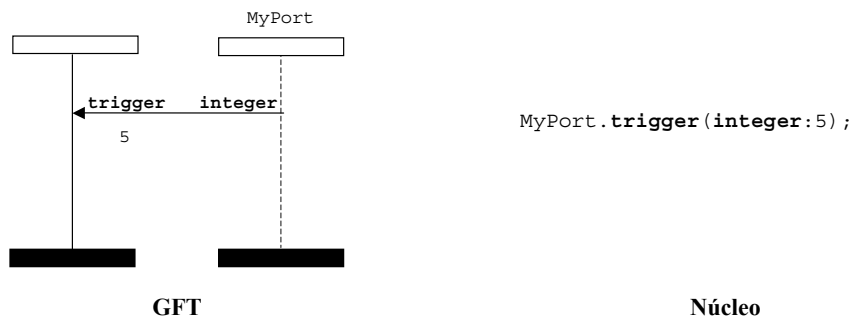 MyPort
trigger integer
5
MyPort.trigger(integer:5);
GFT
Núcleo